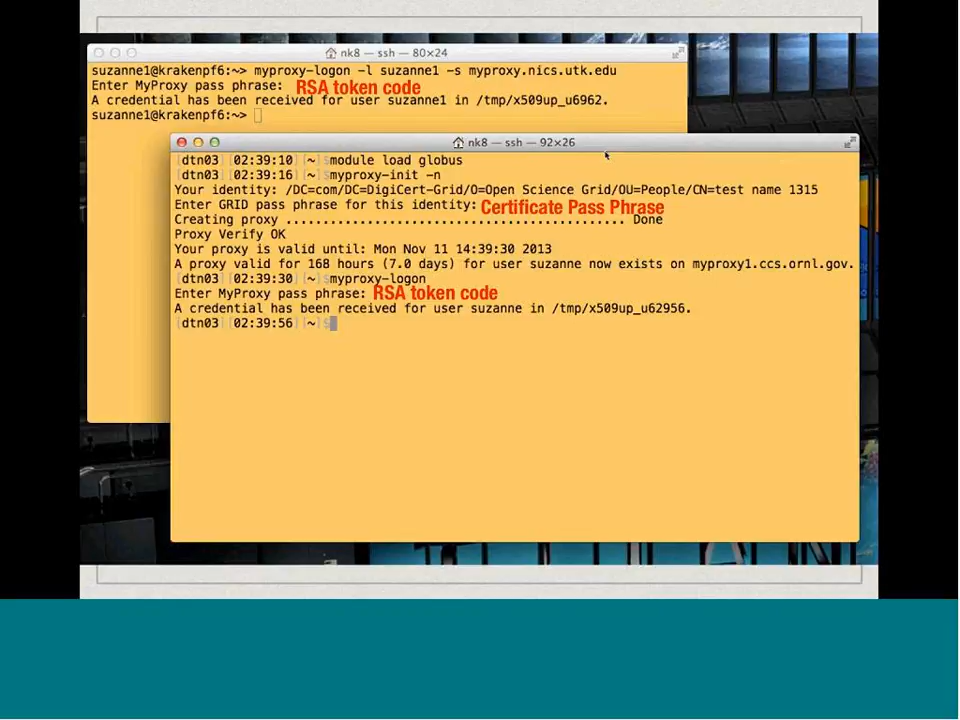 nk8 — ssh — 80×24
suzanne1@krakenpf6:~> myproxy-logon -l suzanne1 -s myproxy.nics.utk.edu
Enter MyProxy pass phrase: RSA token code
A credential has been received for user suzanne1 in /tmp/x509up_u6962.
suzanne1@krakenpf6:~>
nk8 — ssh — 92×26
[dtn03][02:39:10][~]$module load globus
[dtn03][02:39:16][~]$myproxy-init -n
Your identity: /DC=com/DC=DigiCert-Grid/O=Open Science Grid/OU=People/CN=test name 1315
Enter GRID pass phrase for this identity: Certificate Pass Phrase
Creating proxy ............................................. Done
Proxy Verify OK
Your proxy is valid until: Mon Nov 11 14:39:30 2013
A proxy valid for 168 hours (7.0 days) for user suzanne now exists on myproxy1.ccs.ornl.gov.
[dtn03][02:39:30][~]$myproxy-logon
Enter MyProxy pass phrase: RSA token code
A credential has been received for user suzanne in /tmp/x509up_u62956.
[dtn03][02:39:56][~]$